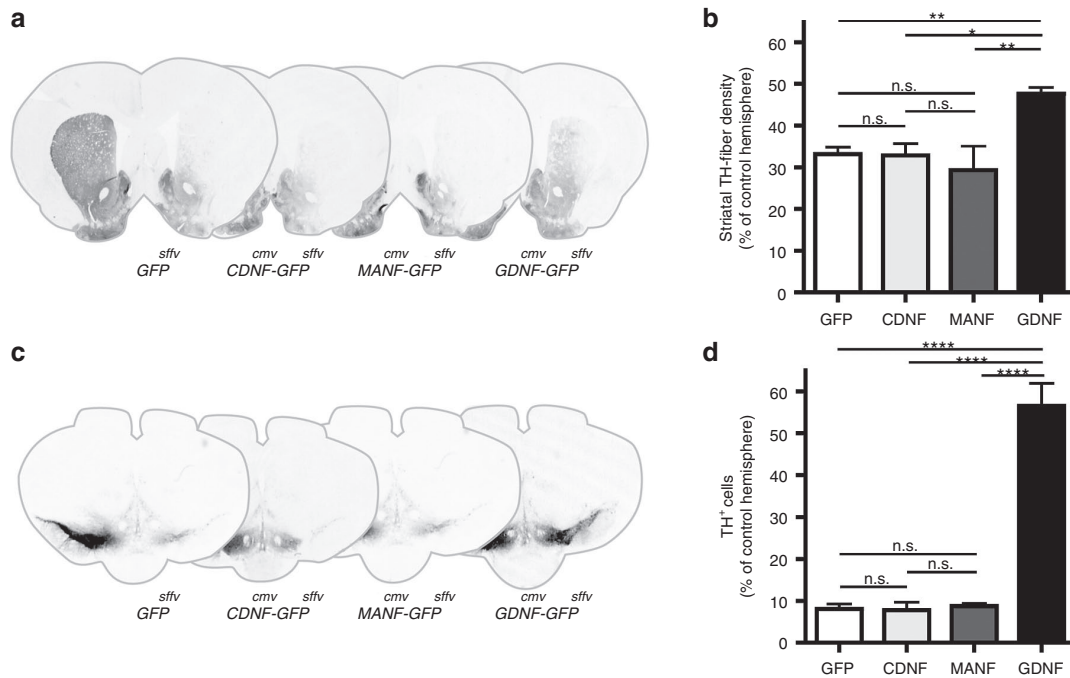 a
sffv
GFP
cmv sffv
CDNF-GFP
cmv sffv
MANF-GFP
cmv sffv
GDNF-GFP
b
Striatal TH-fiber density
(% of control hemisphere)
60
50
40
30
20
10
0
**
*
**
n.s.
n.s.
n.s.
GFP CDNF MANF GDNF
c
sffv
GFP
cmv sffv
CDNF-GFP
cmv sffv
MANF-GFP
cmv sffv
GDNF-GFP
d
TH+ cells
(% of control hemisphere)
60
50
40
30
20
10
0
****
****
****
n.s.
n.s.
n.s.
GFP CDNF MANF GDNF